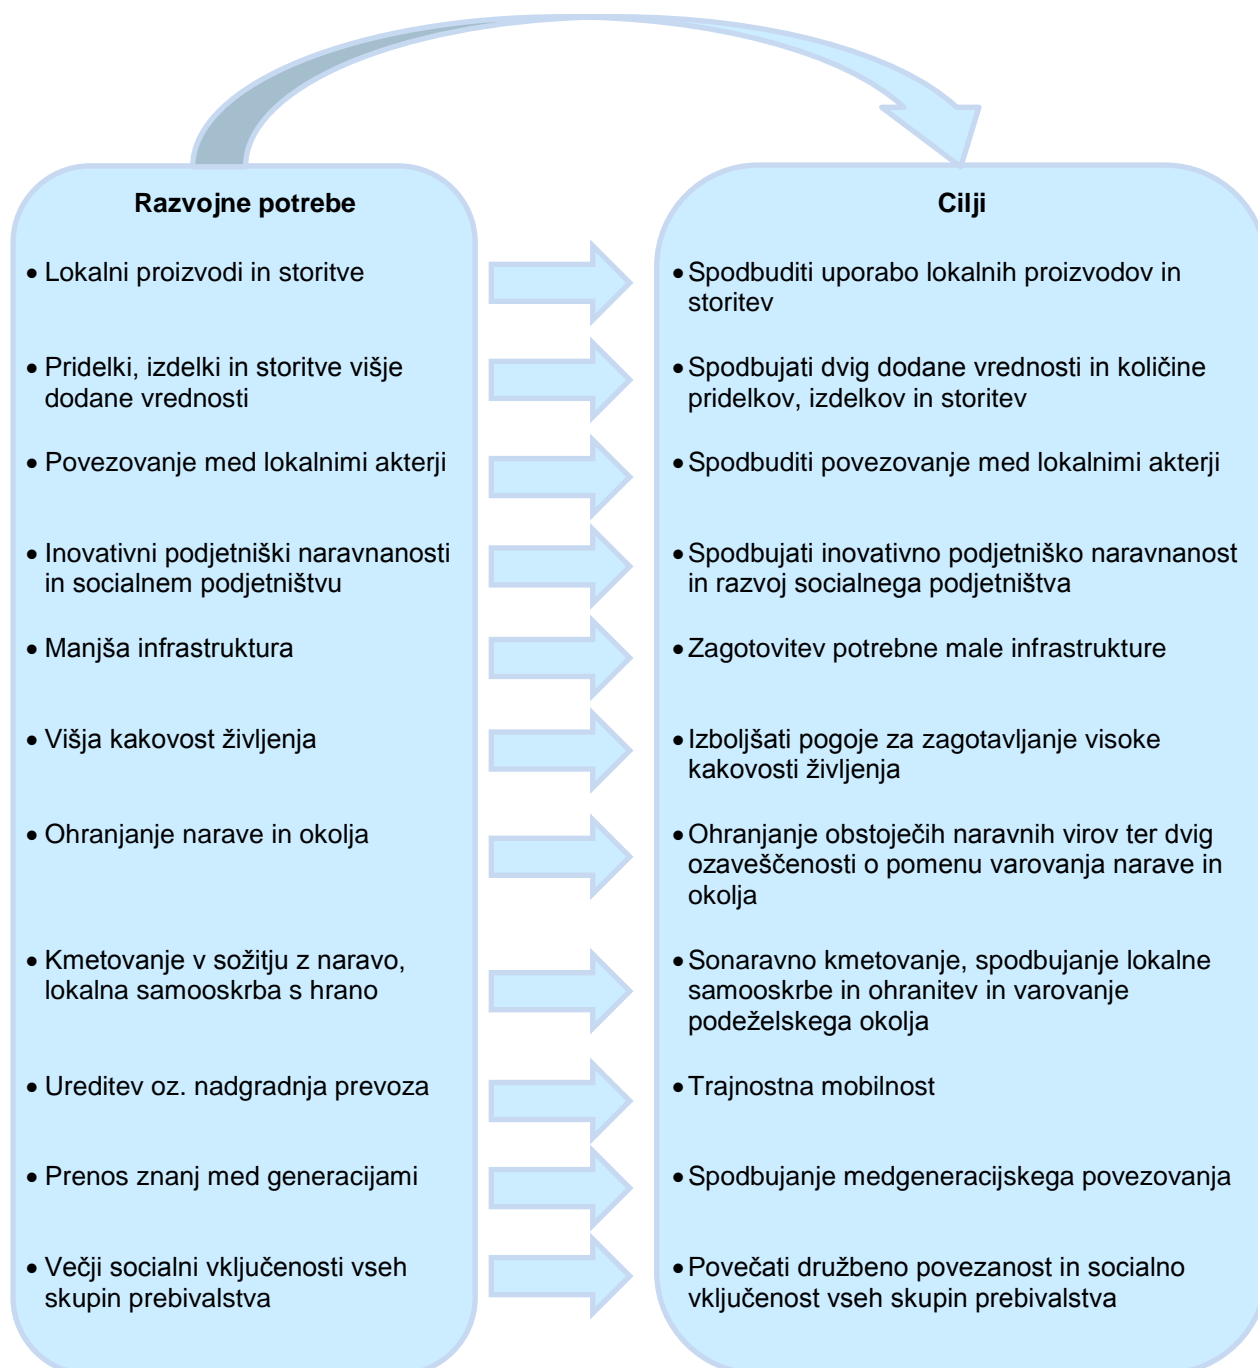 Razvojne potrebe
• Lokalni proizvodi in storitve
• Pridelki, izdelki in storitve višje
dodane vrednosti
• Povezovanje med lokalnimi akterji
• Inovativni podjetniški naravnanosti
in socialnem podjetništvu
• Manjša infrastruktura
• Višja kakovost življenja
• Ohranjanje narave in okolja
• Kmetovanje v sožitju z naravo,
lokalna samooskrba s hrano
• Ureditev oz. nadgradnja prevoza
• Prenos znanj med generacijami
• Večji socialni vključenosti vseh
skupin prebivalstva
Cilji
• Spodbuditi uporabo lokalnih proizvodov in
storitev
• Spodbujati dvig dodane vrednosti in količine
pridelkov, izdelkov in storitev
• Spodbuditi povezovanje med lokalnimi akterji
• Spodbujati inovativno podjetniško naravnanost
in razvoj socialnega podjetništva
• Zagotovitev potrebne male infrastrukture
• Izboljšati pogoje za zagotavljanje visoke
kakovosti življenja
• Ohranjanje obstoječih naravnih virov ter dvig
ozaveščenosti o pomenu varovanja narave in
okolja
• Sonaravno kmetovanje, spodbujanje lokalne
samooskrbe in ohranitev in varovanje
podeželskega okolja
• Trajnostna mobilnost
• Spodbujanje medgeneracijskega povezovanja
• Povečati družbeno povezanost in socialno
vključenost vseh skupin prebivalstva